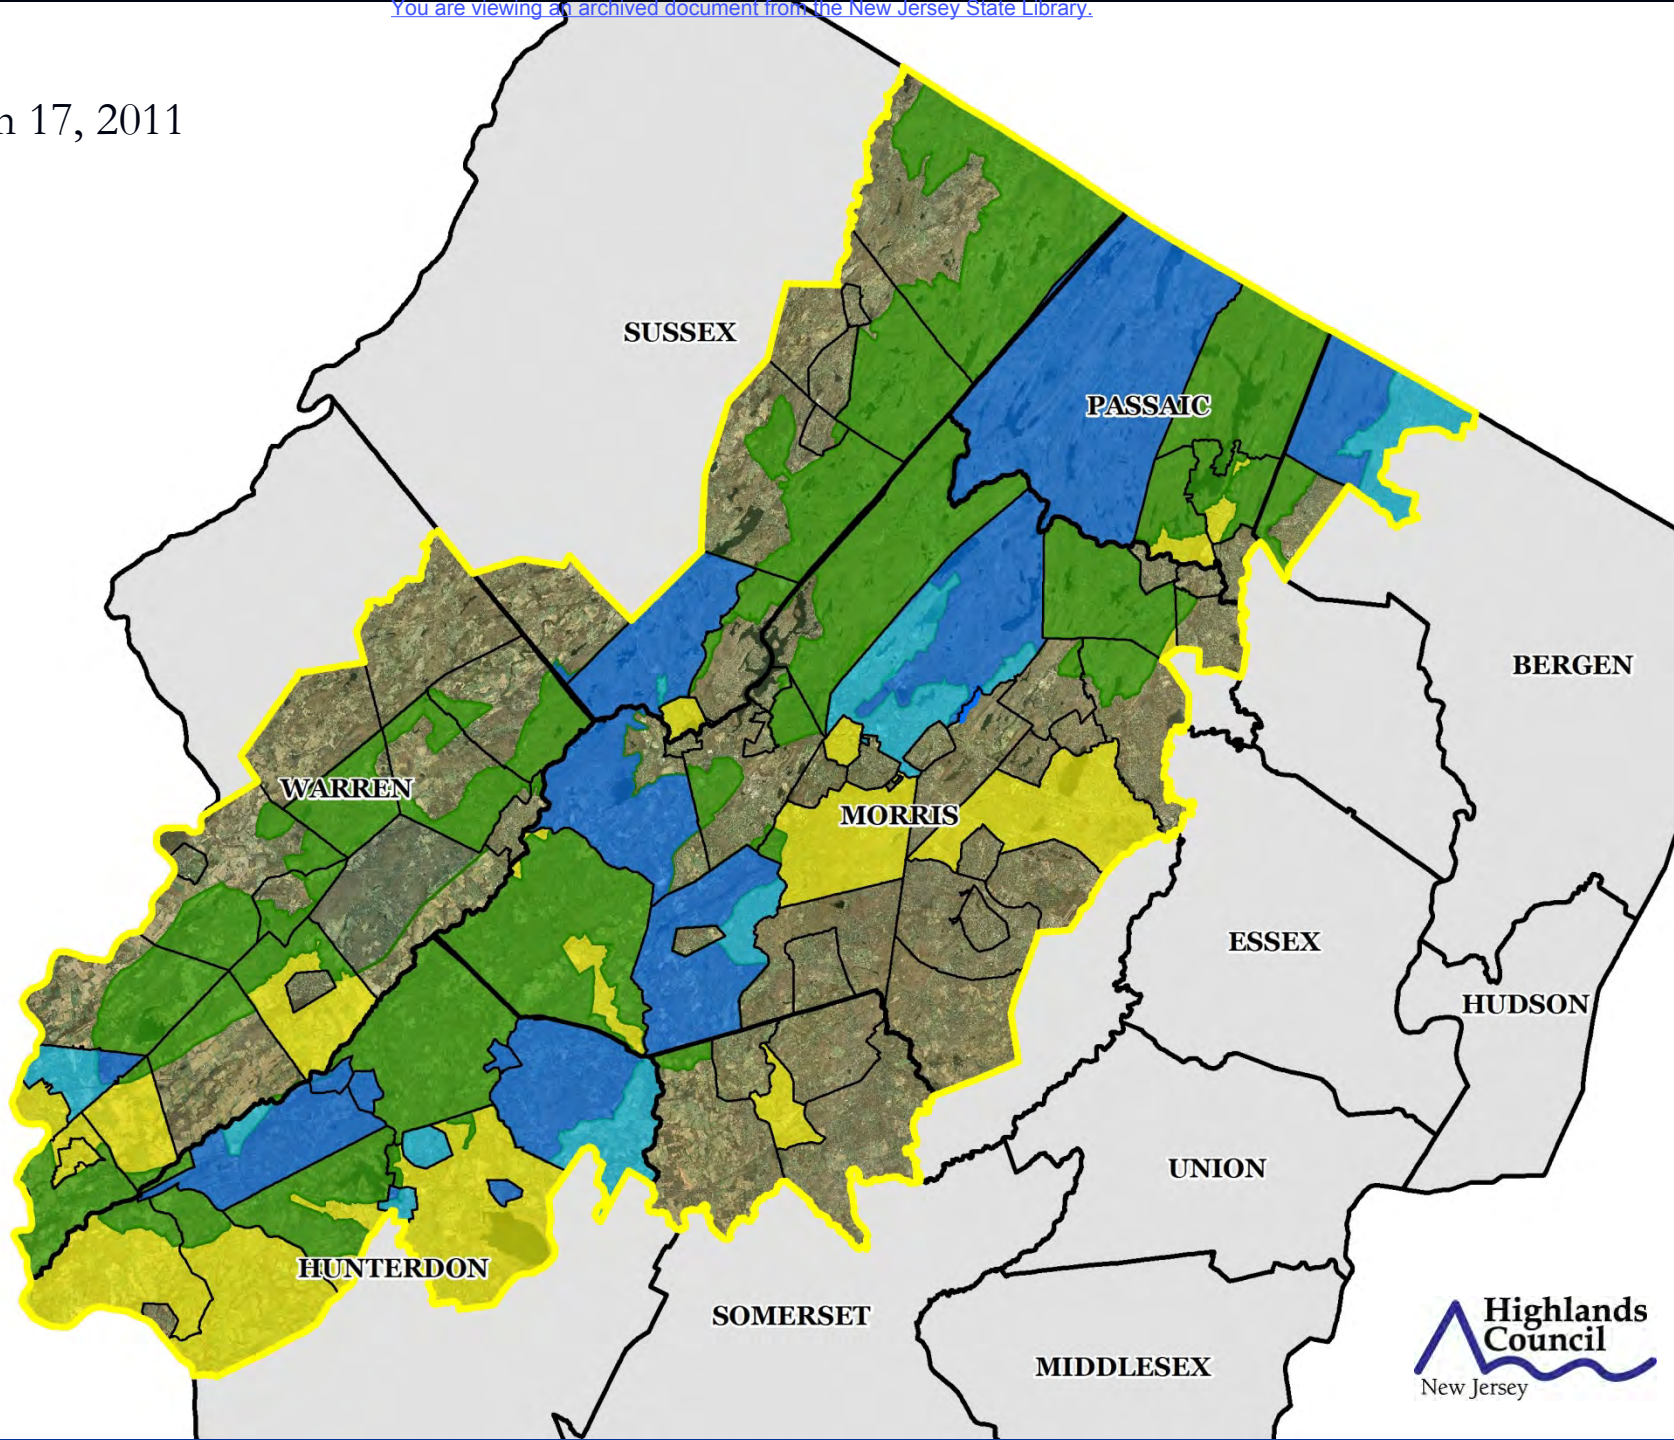 You are viewing an archived document from the New Jersey State Library.
17, 2011
SUSSEX
PASSAIC
BERGEN
WARREN
MORRIS
ESSEX
HUDSON
UNION
HUNTERDON
SOMERSET
MIDDLESEX
Highlands
Council
New Jersey